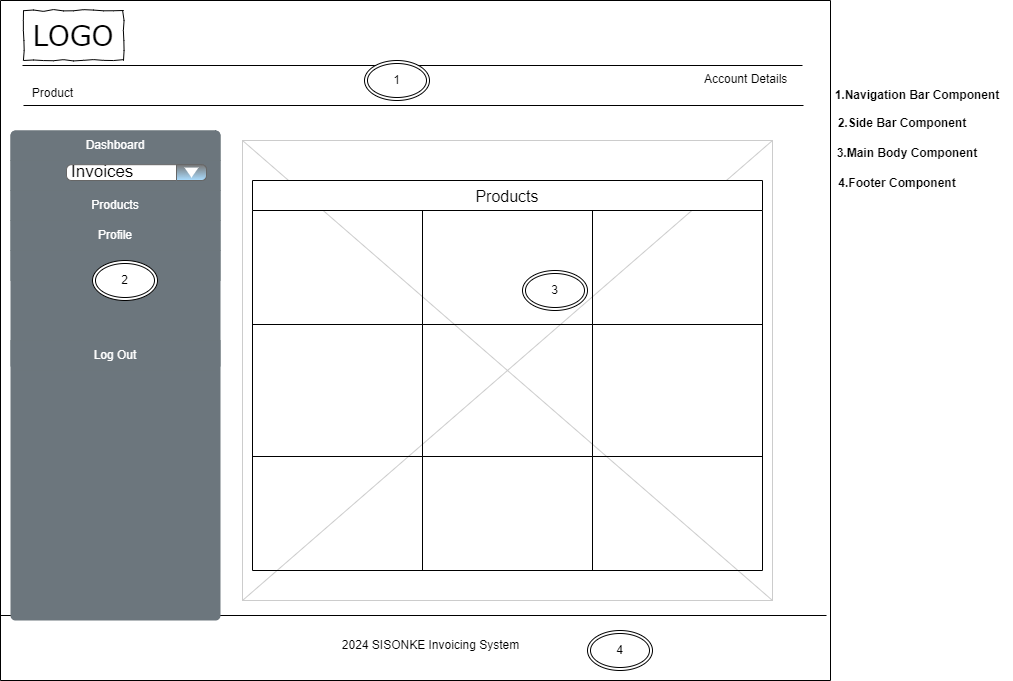 LOGO
1
Account Details
Product
1.Navigation Bar Component
2.Side Bar Component
3.Main Body Component
4.Footer Component
Dashboard
Invoices
Products
Profile
2
Log Out
Products
3
2024 SISONKE Invoicing System
4